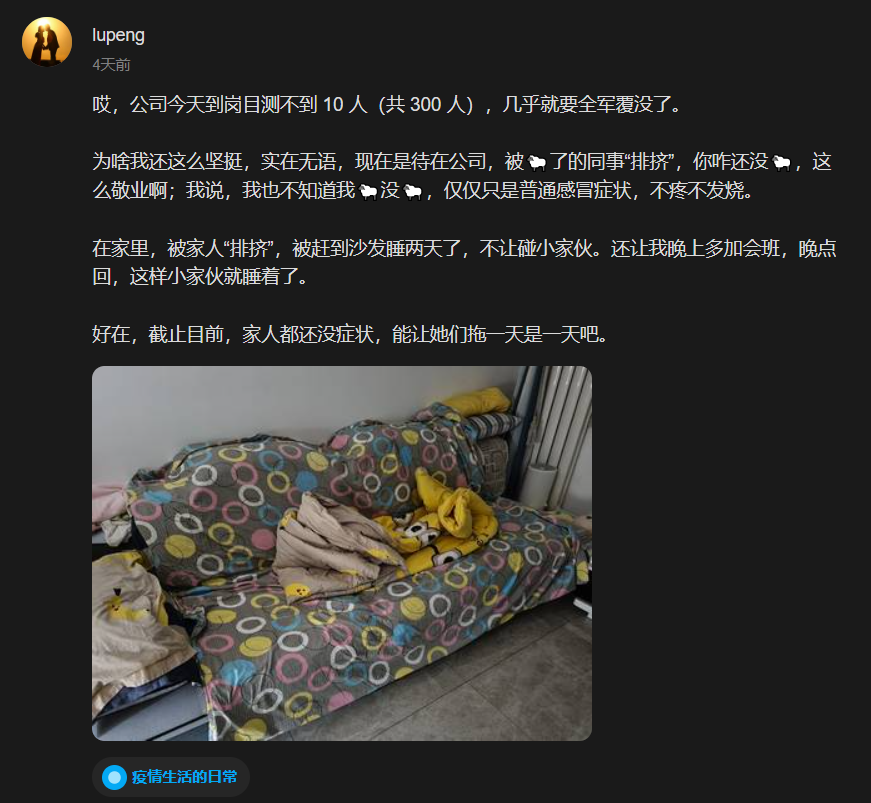 lupeng
4天前
哎，公司今天到岗目测不到 10 人（共 300 人），几乎就要全军覆没了。
为啥我还这么坚挺，实在无语，现在是待在公司，被🐑了的同事“排挤”，你咋还没🐑，这
么敬业啊；我说，我也不知道我🐑没🐑，仅仅只是普通感冒症状，不疼不发烧。
在家里，被家人“排挤”，被赶到沙发睡两天了，不让碰小家伙。还让我晚上多加会班，晚点
回，这样小家伙就睡着了。
好在，截止目前，家人都还没症状，能让她们拖一天是一天吧。
疫情生活的日常